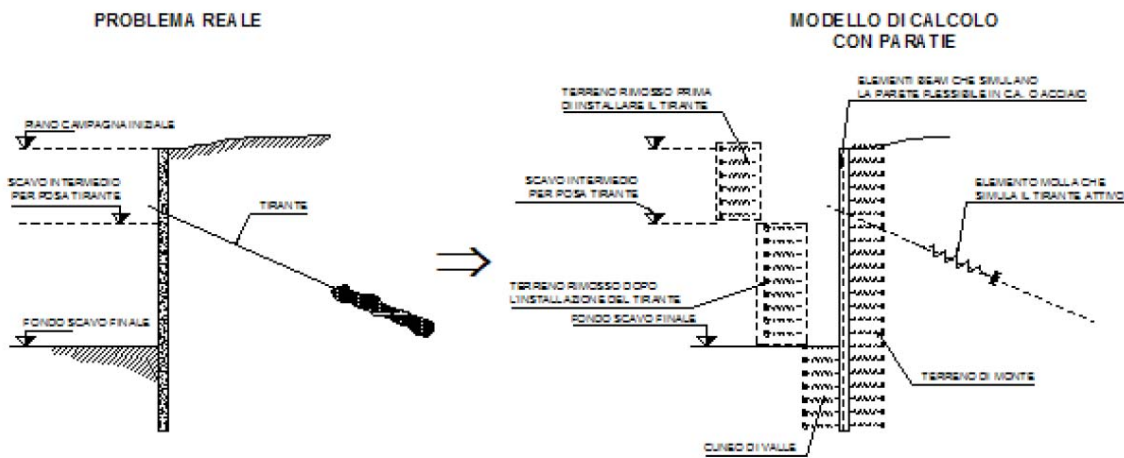 PROBLEMA REALE
PIANO CAMPAGNA INIZIALE
SCAVO INTERMEDIO
PER POSA TIRANTE
TIRANTE
FONDO SCAVO FINALE
MODELLO DI CALCOLO
CON PARATIE
TERRENO RIMOSSO PRIMA
DI INSTALLARE IL TIRANTE
ELEMENTI BEAM CHE SIMULANO
LA PARETE FLESSIBILE IN C.A. O ACCIAIO
SCAVO INTERMEDIO
PER POSA TIRANTE
ELEMENTO MOLLA CHE
SIMULA IL TIRANTE ATTIVO
TERRENO RIMOSSO DOPO
L'INSTALLAZIONE DEL TIRANTE
FONDO SCAVO FINALE
TERRENO DI MONTE
CUNEO DI VALLE